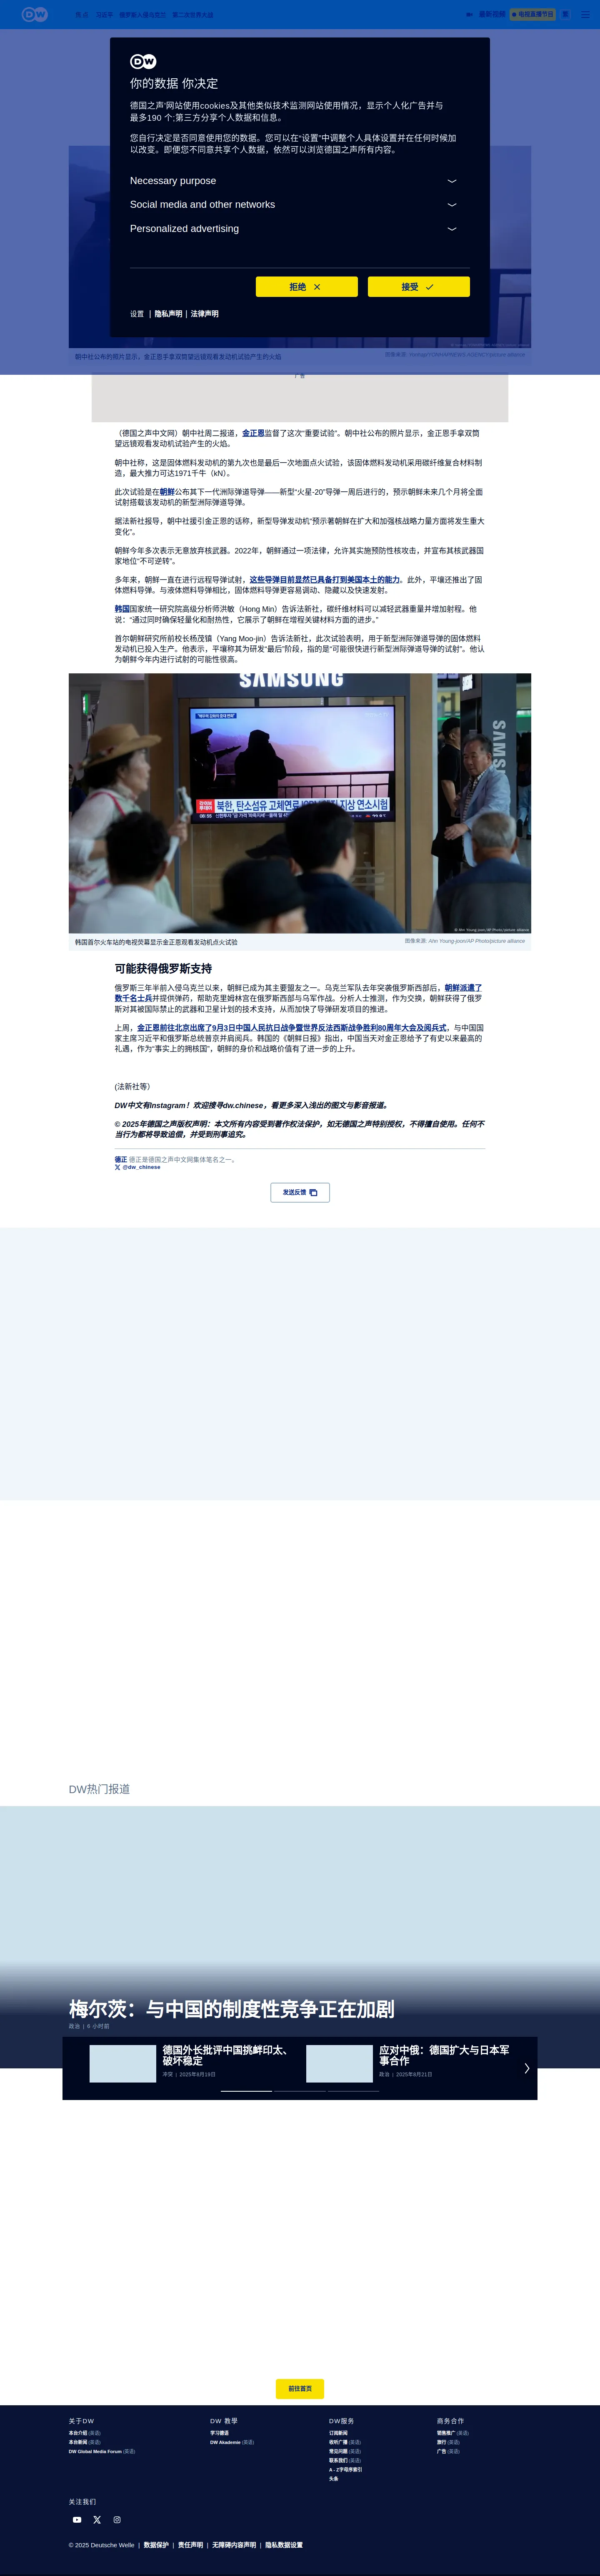 DW
焦点
习近平
俄罗斯入侵乌克兰
第二次世界大战
最新视频
电视直播节目
DW
你的数据 你决定
德国之声'网站使用cookies及其他类似技术监测网站使用情况，显示个人化广告并与
最多190 个;第三方分享个人数据和信息。
您自行决定是否同意使用您的数据。您可以在“设置”中调整个人具体设置并在任何时候加
以改变。即便您不同意共享个人数据，依然可以浏览德国之声所有内容。
Necessary purpose
Social media and other networks
Personalized advertising
拒绝
接受
设置 | 隐私声明 | 法律声明
朝中社公布的照片显示，金正恩手拿双筒望远镜观看发动机试验产生的火焰
广告
（德国之声中文网）朝中社周二报道，金正恩监督了这次“重要试验”。朝中社公布的照片显示，金正恩手拿双筒
望远镜观看发动机试验产生的火焰。
朝中社称，这是固体燃料发动机的第九次也是最后一次地面点火试验，该固体燃料发动机采用碳纤维复合材料制
造，最大推力可达1971千牛（kN）。
此次试验是在朝鲜公布其下一代洲际弹道导弹——新型“火星-20”导弹一周后进行的，预示朝鲜未来几个月将全面
试射搭载该发动机的新型洲际弹道导弹。
据法新社报导，朝中社援引金正恩的话称，新型导弹发动机“预示著朝鲜在扩大和加强核战略力量方面将发生重大
变化”。
朝鲜今年多次表示无意放弃核武器。2022年，朝鲜通过一项法律，允许其实施预防性核攻击，并宣布其核武器国
家地位“不可逆转”。
多年来，朝鲜一直在进行远程导弹试射，这些导弹目前显然已具备打到美国本土的能力。此外，平壤还推出了固
体燃料导弹。与液体燃料导弹相比，固体燃料导弹更容易调动、隐藏以及快速发射。
韩国国家统一研究院高级分析师洪敏（Hong Min）告诉法新社，碳纤维材料可以减轻武器重量并增加射程。他
说：“通过同时确保轻量化和耐热性，它展示了朝鲜在增程关键材料方面的进步。”
首尔朝鲜研究所前校长杨茂镇（Yang Moo-jin）告诉法新社，此次试验表明，用于新型洲际弹道导弹的固体燃料
发动机已投入生产。他表示，平壤称其为研发“最后”阶段，指的是“可能很快进行新型洲际弹道导弹的试射”。他认
为朝鲜今年内进行试射的可能性很高。
SAMSUNG
SAMS
북한, 탄소섬유 고체연료
지상 연소시험
08:55
© Ahn Young-joon/AP Photo/picture alliance
韩国首尔火车站的电视荧幕显示金正恩观看发动机点火试验
图像来源: Ahn Young-joon/AP Photo/picture alliance
可能获得俄罗斯支持
俄罗斯三年半前入侵乌克兰以来，朝鲜已成为其主要盟友之一。乌克兰军队去年突袭俄罗斯西部后，朝鲜派遣了
数千名士兵并提供弹药，帮助克里姆林宫在俄罗斯西部与乌军作战。分析人士推测，作为交换，朝鲜获得了俄罗
斯对其被国际禁止的武器和卫星计划的技术支持，从而加快了导弹研发项目的推进。
上周，金正恩前往北京出席了9月3日中国人民抗日战争暨世界反法西斯战争胜利80周年大会及阅兵式，与中国国
家主席习近平和俄罗斯总统普京并肩阅兵。韩国的《朝鲜日报》指出，中国当天对金正恩给予了有史以来最高的
礼遇，作为“事实上的拥核国”，朝鲜的身价和战略价值有了进一步的上升。
(法新社等）
DW中文有Instagram！欢迎搜寻dw.chinese，看更多深入浅出的图文与影音报道。
© 2025年德国之声版权声明：本文所有内容受到著作权法保护，如无德国之声特别授权，不得擅自使用。任何不
当行为都将导致追偿，并受到刑事追究。
德正 德正是德国之声中文网集体笔名之一。
@dw_chinese
发送反馈
DW热门报道
梅尔茨：与中国的制度性竞争正在加剧
政治 | 6 小时前
德国外长批评中国挑衅印太、
破坏稳定
冲突 | 2025年8月19日
应对中俄：德国扩大与日本军
事合作
政治 | 2025年8月21日
前往首页
关于DW
本台介绍 (英语)
本台新闻 (英语)
DW Global Media Forum (英语)
DW 教學
学习德语
DW Akademie (英语)
DW服务
订阅新闻
收听广播 (英语)
常见问题 (英语)
联系我们 (英语)
A - Z字母序索引
头条
商务合作
销售推广 (英语)
旅行 (英语)
广告 (英语)
关注我们
© 2025 Deutsche Welle | 数据保护 | 责任声明 | 无障碍内容声明 | 隐私数据设置